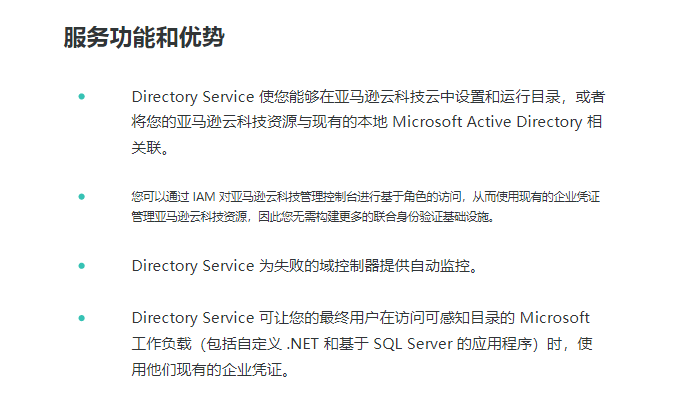 服务功能和优势
Directory Service 使您能够在亚马逊云科技云中设置和运行目录，或者
将您的亚马逊云科技资源与现有的本地 Microsoft Active Directory 相
关联。
您可以通过 IAM 对亚马逊云科技管理控制台进行基于角色的访问，从而使用现有的企业凭证
管理亚马逊云科技资源，因此您无需构建更多的联合身份验证基础设施。
Directory Service 为失败的域控制器提供自动监控。
Directory Service 可让您的最终用户在访问可感知目录的 Microsoft
工作负载（包括自定义 .NET 和基于 SQL Server 的应用程序）时，使
用他们现有的企业凭证。